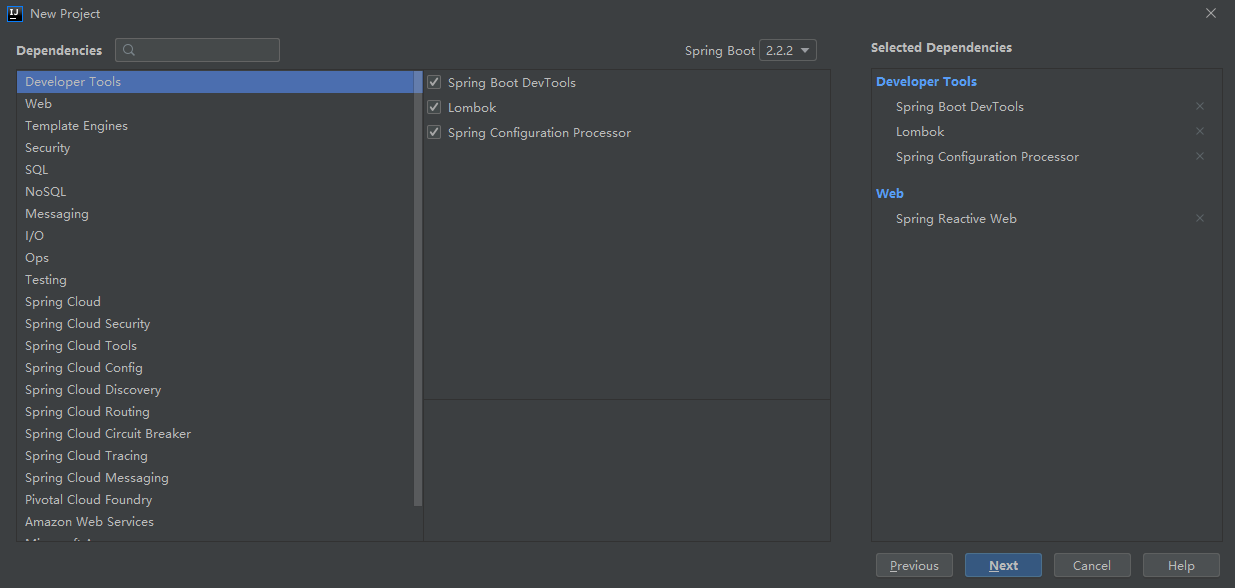 New Project
Dependencies
Spring Boot 2.2.2
Selected Dependencies
Developer Tools
Web
Template Engines
Security
SQL
NoSQL
Messaging
I/O
Ops
Testing
Spring Cloud
Spring Cloud Security
Spring Cloud Tools
Spring Cloud Config
Spring Cloud Discovery
Spring Cloud Routing
Spring Cloud Circuit Breaker
Spring Cloud Tracing
Spring Cloud Messaging
Pivotal Cloud Foundry
Amazon Web Services
Spring Boot DevTools
Lombok
Spring Configuration Processor
Developer Tools
Spring Boot DevTools
Lombok
Spring Configuration Processor
Web
Spring Reactive Web
Previous
Next
Cancel
Help